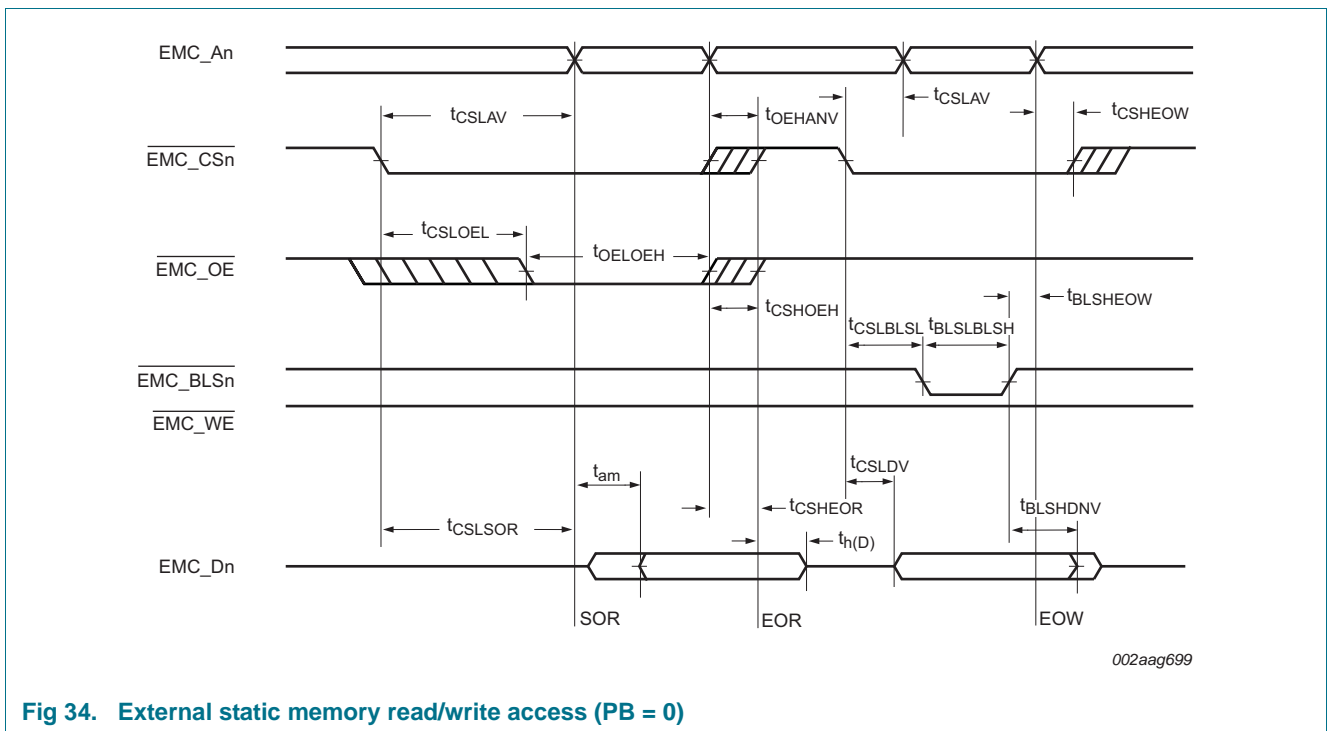 EMC_An
tCSLAV
tOEHANV
tCSLAV
tCSHEOW
EMC_CSn
tCSLOEL
tOELOEH
EMC_OE
tCSHOEH
tBLSHEOW
tCSLBLSL
tBLSLBLSH
EMC_BLSn
EMC_WE
tam
tCSLDV
tCSLSOR
tCSHEOR
tBLSHDNV
th(D)
EMC_Dn
SOR
EOR
EOW
002aag699
Fig 34. External static memory read/write access (PB = 0)